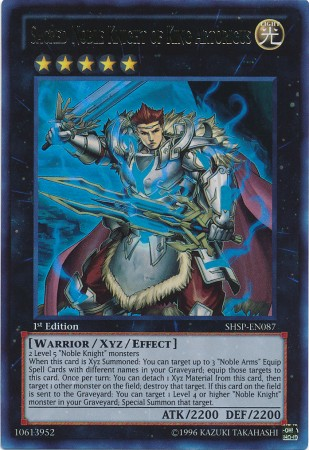 Sacred Noble Knight of King Artorigus
LIGHT
光
1st Edition
SHSP-EN087
[Warrior / Xyz / Effect]
2 Level 5 "Noble Knight" monsters
When this card is Xyz Summoned: You can target up to 3 "Noble Arms" Equip
Spell Cards with different names in your Graveyard; equip those targets to
this card. Once per turn: You can detach 1 Xyz Material from this card, then
target 1 other monster on the field; destroy that target. If this card on the field
is sent to the Graveyard: You can target 1 Level 4 or higher "Noble Knight"
monster in your Graveyard; Special Summon that target.
ATK/2200 DEF/2200
10613952
©1996 KAZUKI TAKAHASHI